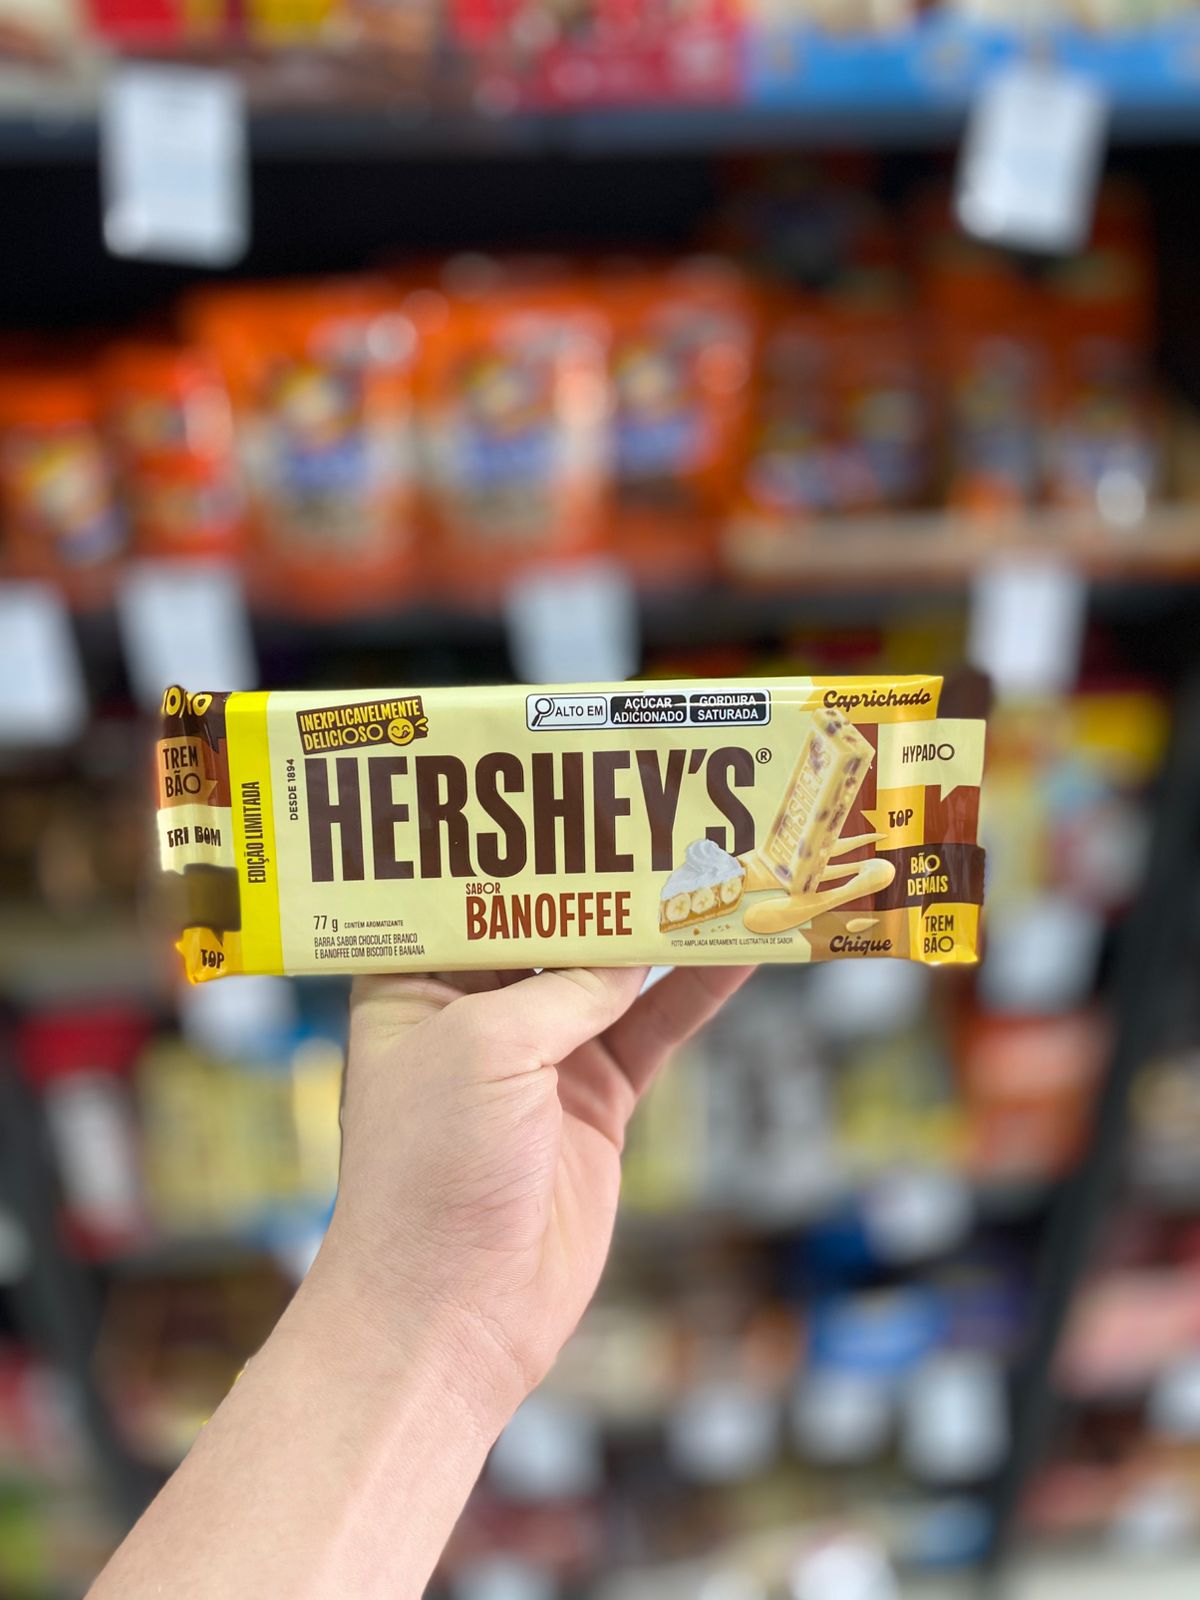 TREM
BÃO
TRI BOM
TOP
EDIÇÃO LIMITADA
INEXPLICAVELMENTE
DELICIOSO
DESDE 1894
ALTO EM
AÇÚCAR
ADICIONADO
GORDURA
SATURADA
HERSHEY'S®
SABOR
BANOFFEE
77 g CONTÉM AROMATIZANTE
BARRA SABOR CHOCOLATE BRANCO
E BANOFFEE COM BISCOITO E BANANA
HERSHEY'S
FOTO AMPLIADA MERAMENTE ILUSTRATIVA DE SABOR
Caprichado
HYPADO
TOP
BÃO
DEMAIS
Chique
TREM
BÃO